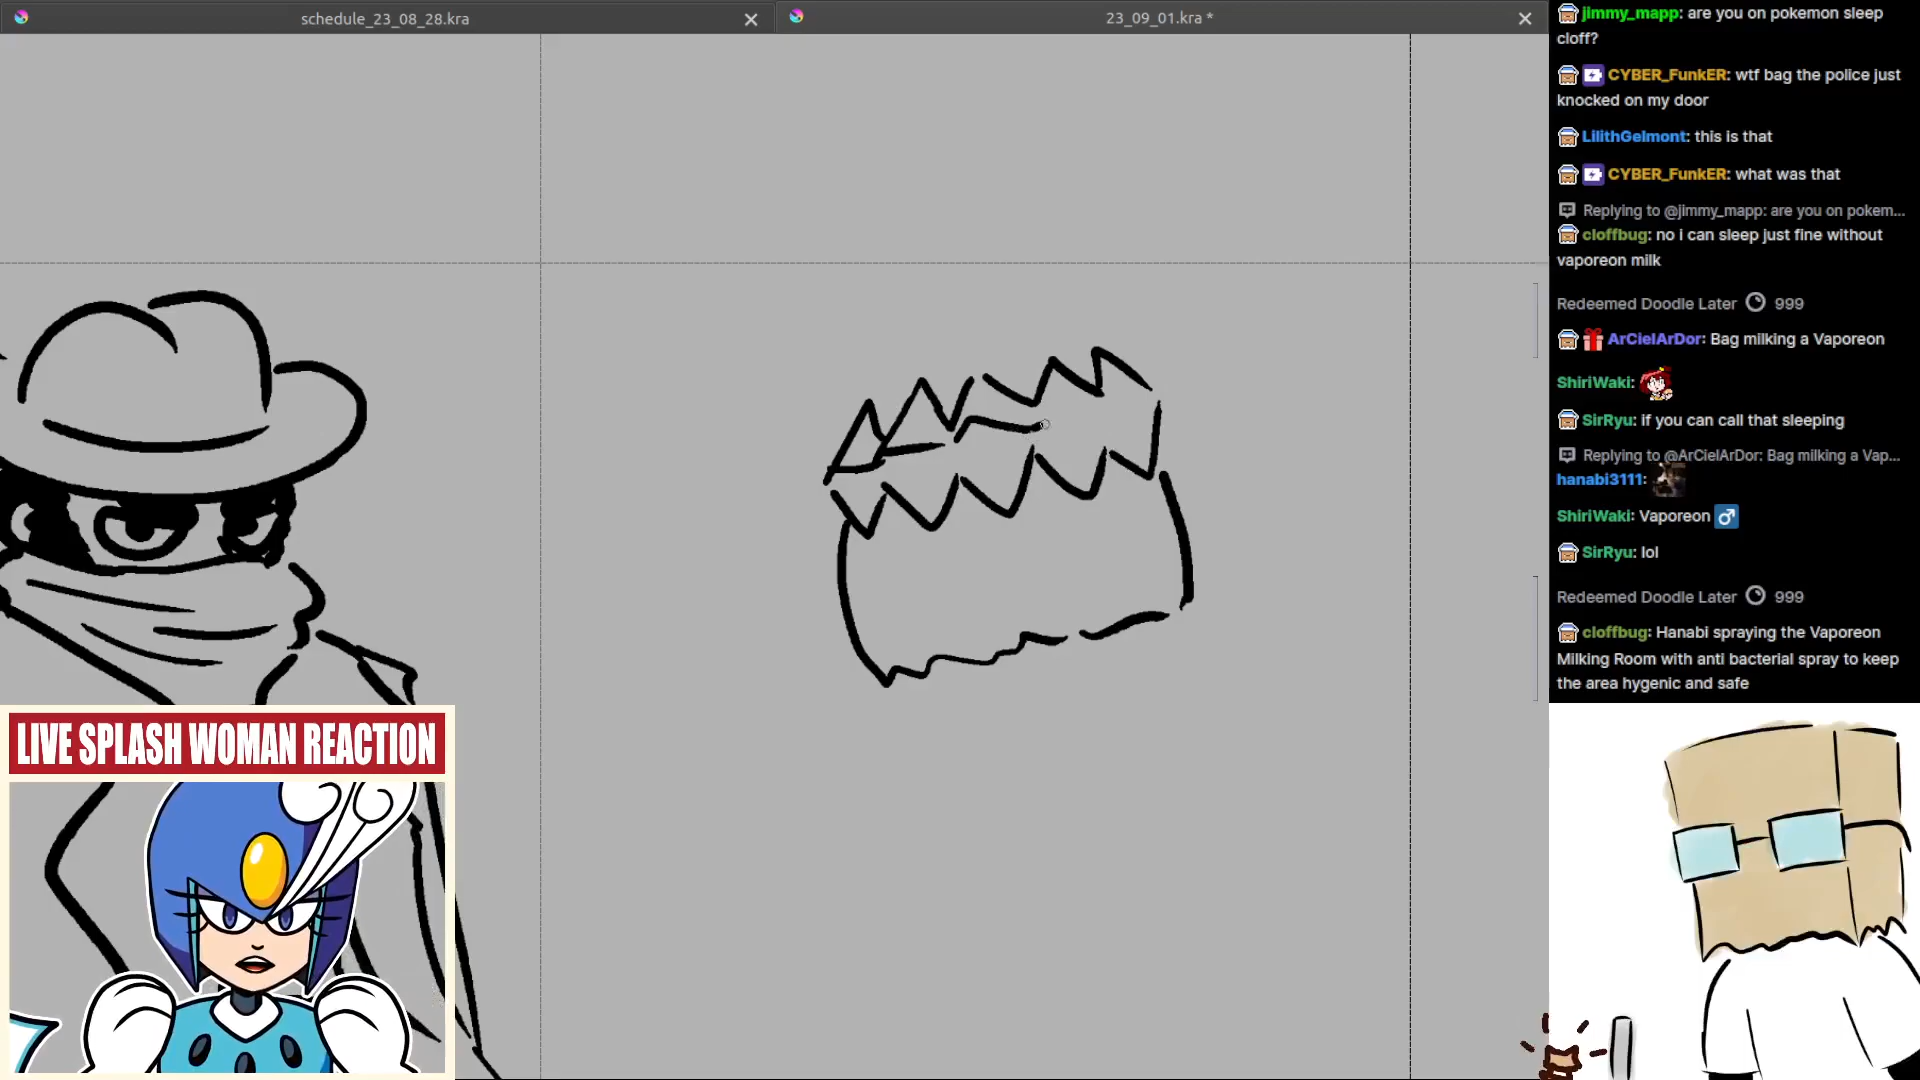 schedule_23_08_28.kra
23_09_01.kra *
jimmy_mapp: are you on pokemon sleep
cloff?
CYBER_FunkER: wtf bag the police just
knocked on my door
LilithGelmont: this is that
CYBER_FunkER: what was that
Replying to @jimmy_mapp: are you on pokem...
cloffbug: no i can sleep just fine without
vaporeon milk
Redeemed Doodle Later 999
ArCielArDor: Bag milking a Vaporeon
ShiriWaki:
SirRyu: if you can call that sleeping
Replying to @ArCielArDor: Bag milking a Vap...
hanabi3111:
ShiriWaki: Vaporeon ♂
SirRyu: lol
Redeemed Doodle Later 999
cloffbug: Hanabi spraying the Vaporeon
Milking Room with anti bacterial spray to keep
the area hygenic and safe
LIVE SPLASH WOMAN REACTION